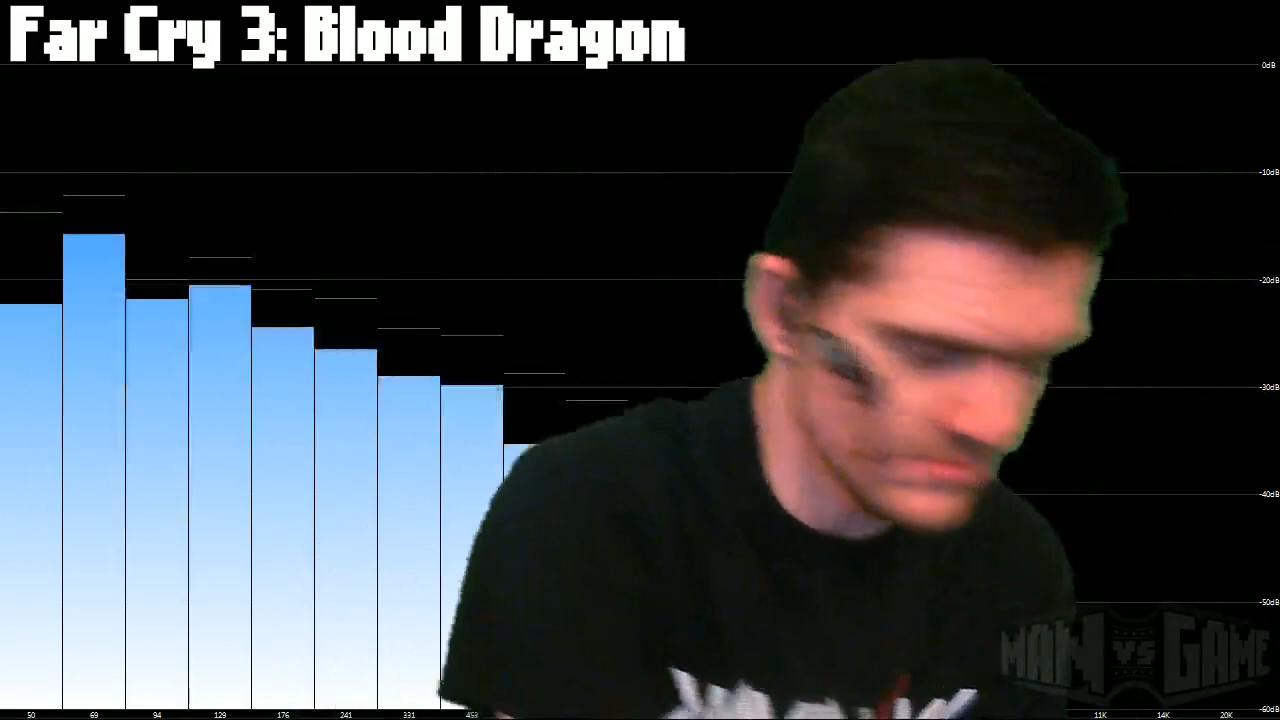 Far Cry 3: Blood Dragon
0dB
-10dB
-20dB
-30dB
-40dB
-50dB
MAN VS GAME
-60dB
50 69 94 129 176 241 331 453 11K 14K 20K